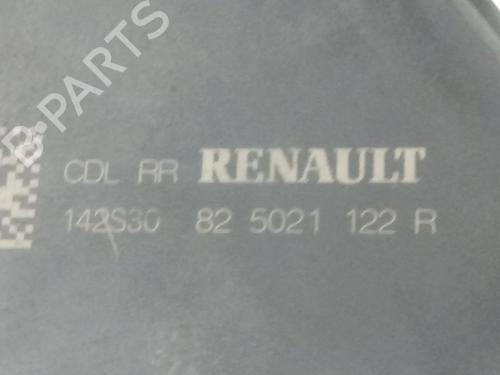 B-PARTS
CDL RR RENAULT
142S30 82 5021 122 R